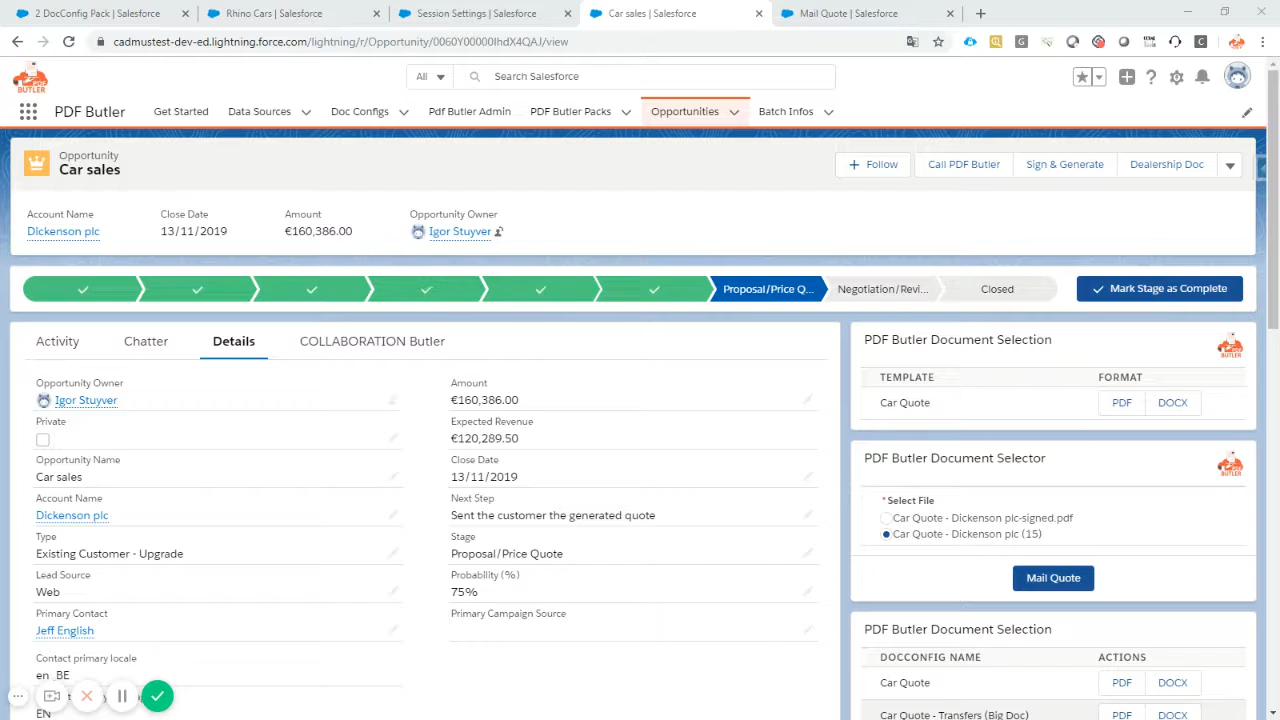 2 DocConfig Pack | Salesforce
Rhino Cars | Salesforce
Session Settings | Salesforce
Car sales | Salesforce
Mail Quote | Salesforce
cadmustest-dev-ed.lightning.force.com/lightning/r/Opportunity/0060Y00000IhdX4QAJ/view
BUTLER
All
Search Salesforce
PDF Butler
Get Started
Data Sources
Doc Configs
Pdf Butler Admin
PDF Butler Packs
Opportunities
Batch Infos
Opportunity
Car sales
Follow
Call PDF Butler
Sign & Generate
Dealership Doc
Account Name
Close Date
Amount
Opportunity Owner
Dickenson plc
13/11/2019
€160,386.00
Igor Stuyver
Proposal/Price Q...
Negotiation/Revi...
Closed
Mark Stage as Complete
Activity
Chatter
Details
COLLABORATION Butler
Opportunity Owner
Igor Stuyver
Private
Opportunity Name
Car sales
Account Name
Dickenson plc
Type
Existing Customer - Upgrade
Lead Source
Web
Primary Contact
Jeff English
Contact primary locale
en_BE
EN
Amount
€160,386.00
Expected Revenue
€120,289.50
Close Date
13/11/2019
Next Step
Sent the customer the generated quote
Stage
Proposal/Price Quote
Probability (%)
75%
Primary Campaign Source
PDF Butler Document Selection
BUTLER
TEMPLATE
FORMAT
Car Quote
PDF
DOCX
PDF Butler Document Selector
BUTLER
* Select File
Car Quote - Dickenson plc-signed.pdf
Car Quote - Dickenson plc (15)
Mail Quote
PDF Butler Document Selection
BUTLER
DOCCONFIG NAME
ACTIONS
Car Quote
PDF
DOCX
Car Quote - Transfers (Big Doc)
PDF
DOCX